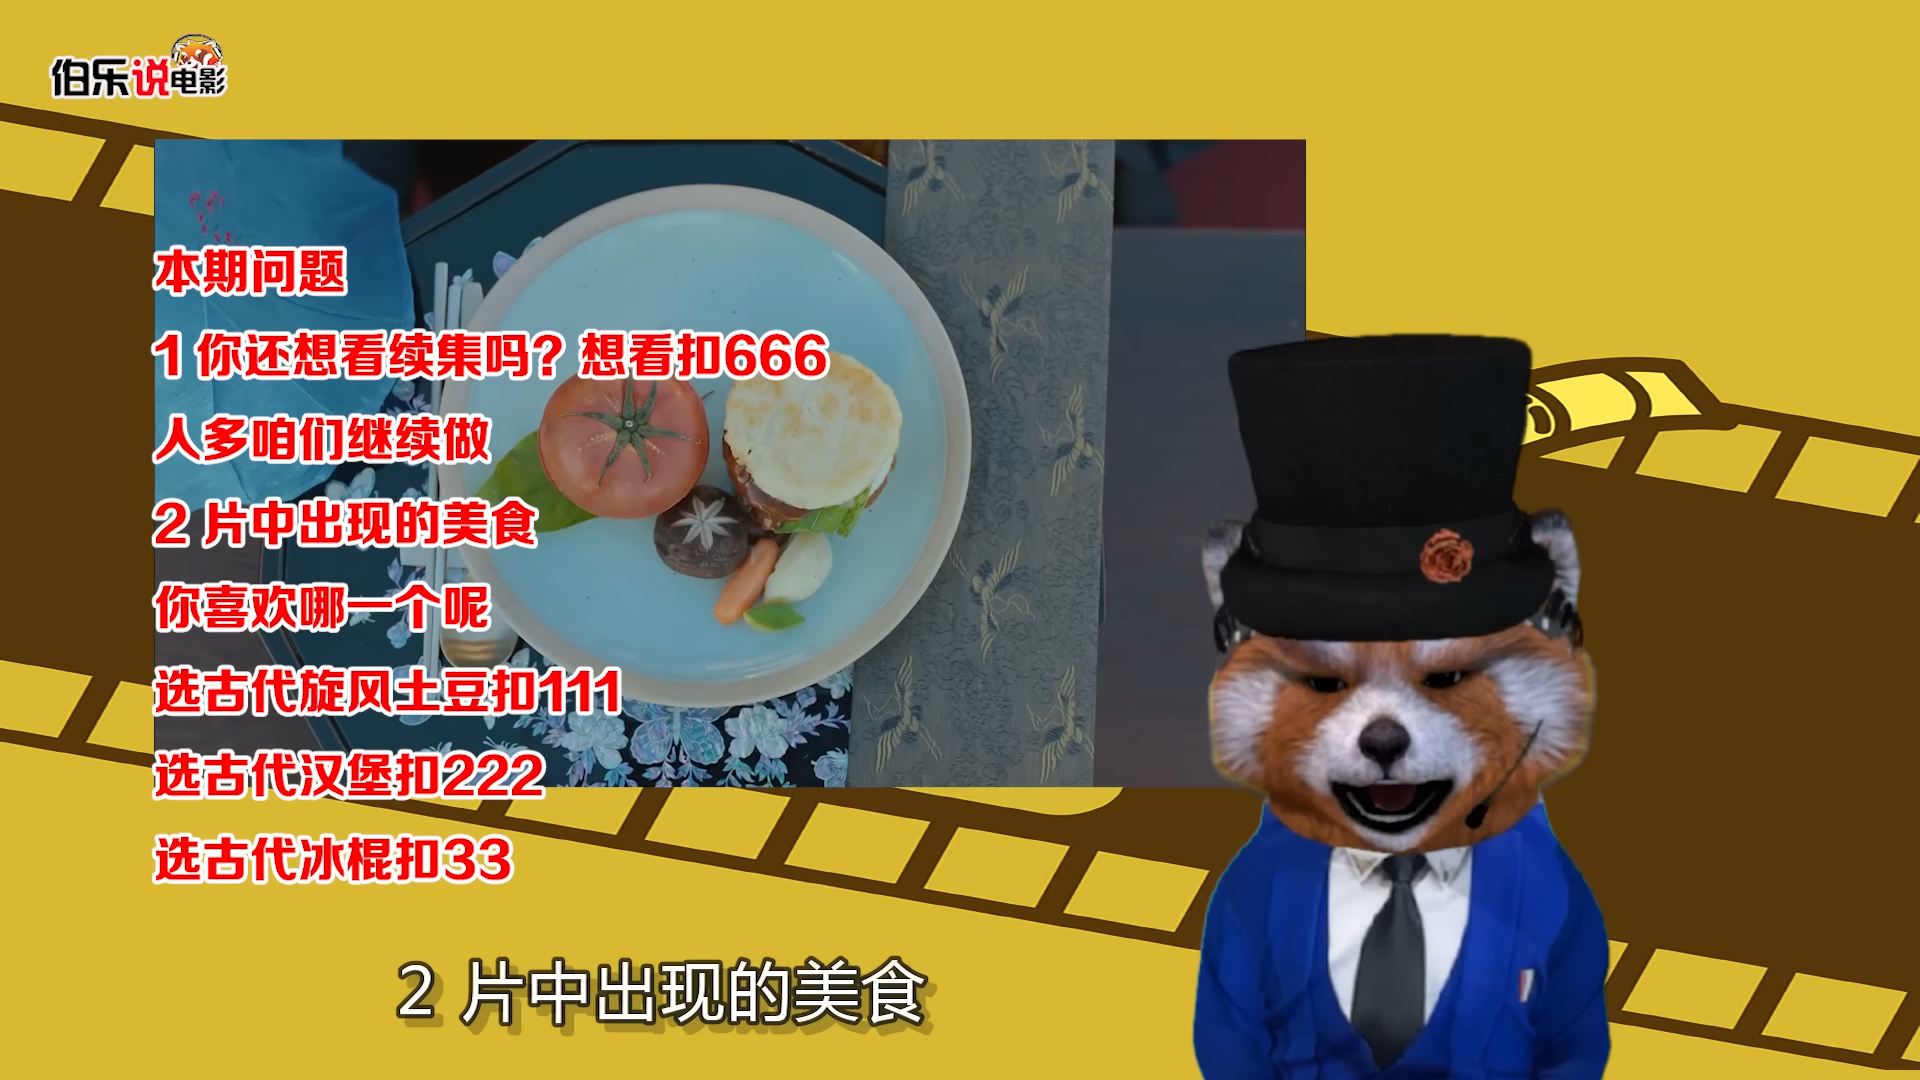 伯乐说电影
本期问题
1 你还想看续集吗？想看扣666
人多咱们继续做
2 片中出现的美食
你喜欢哪一个呢
选古代旋风土豆扣111
选古代汉堡扣222
选古代冰棍扣33
2 片中出现的美食